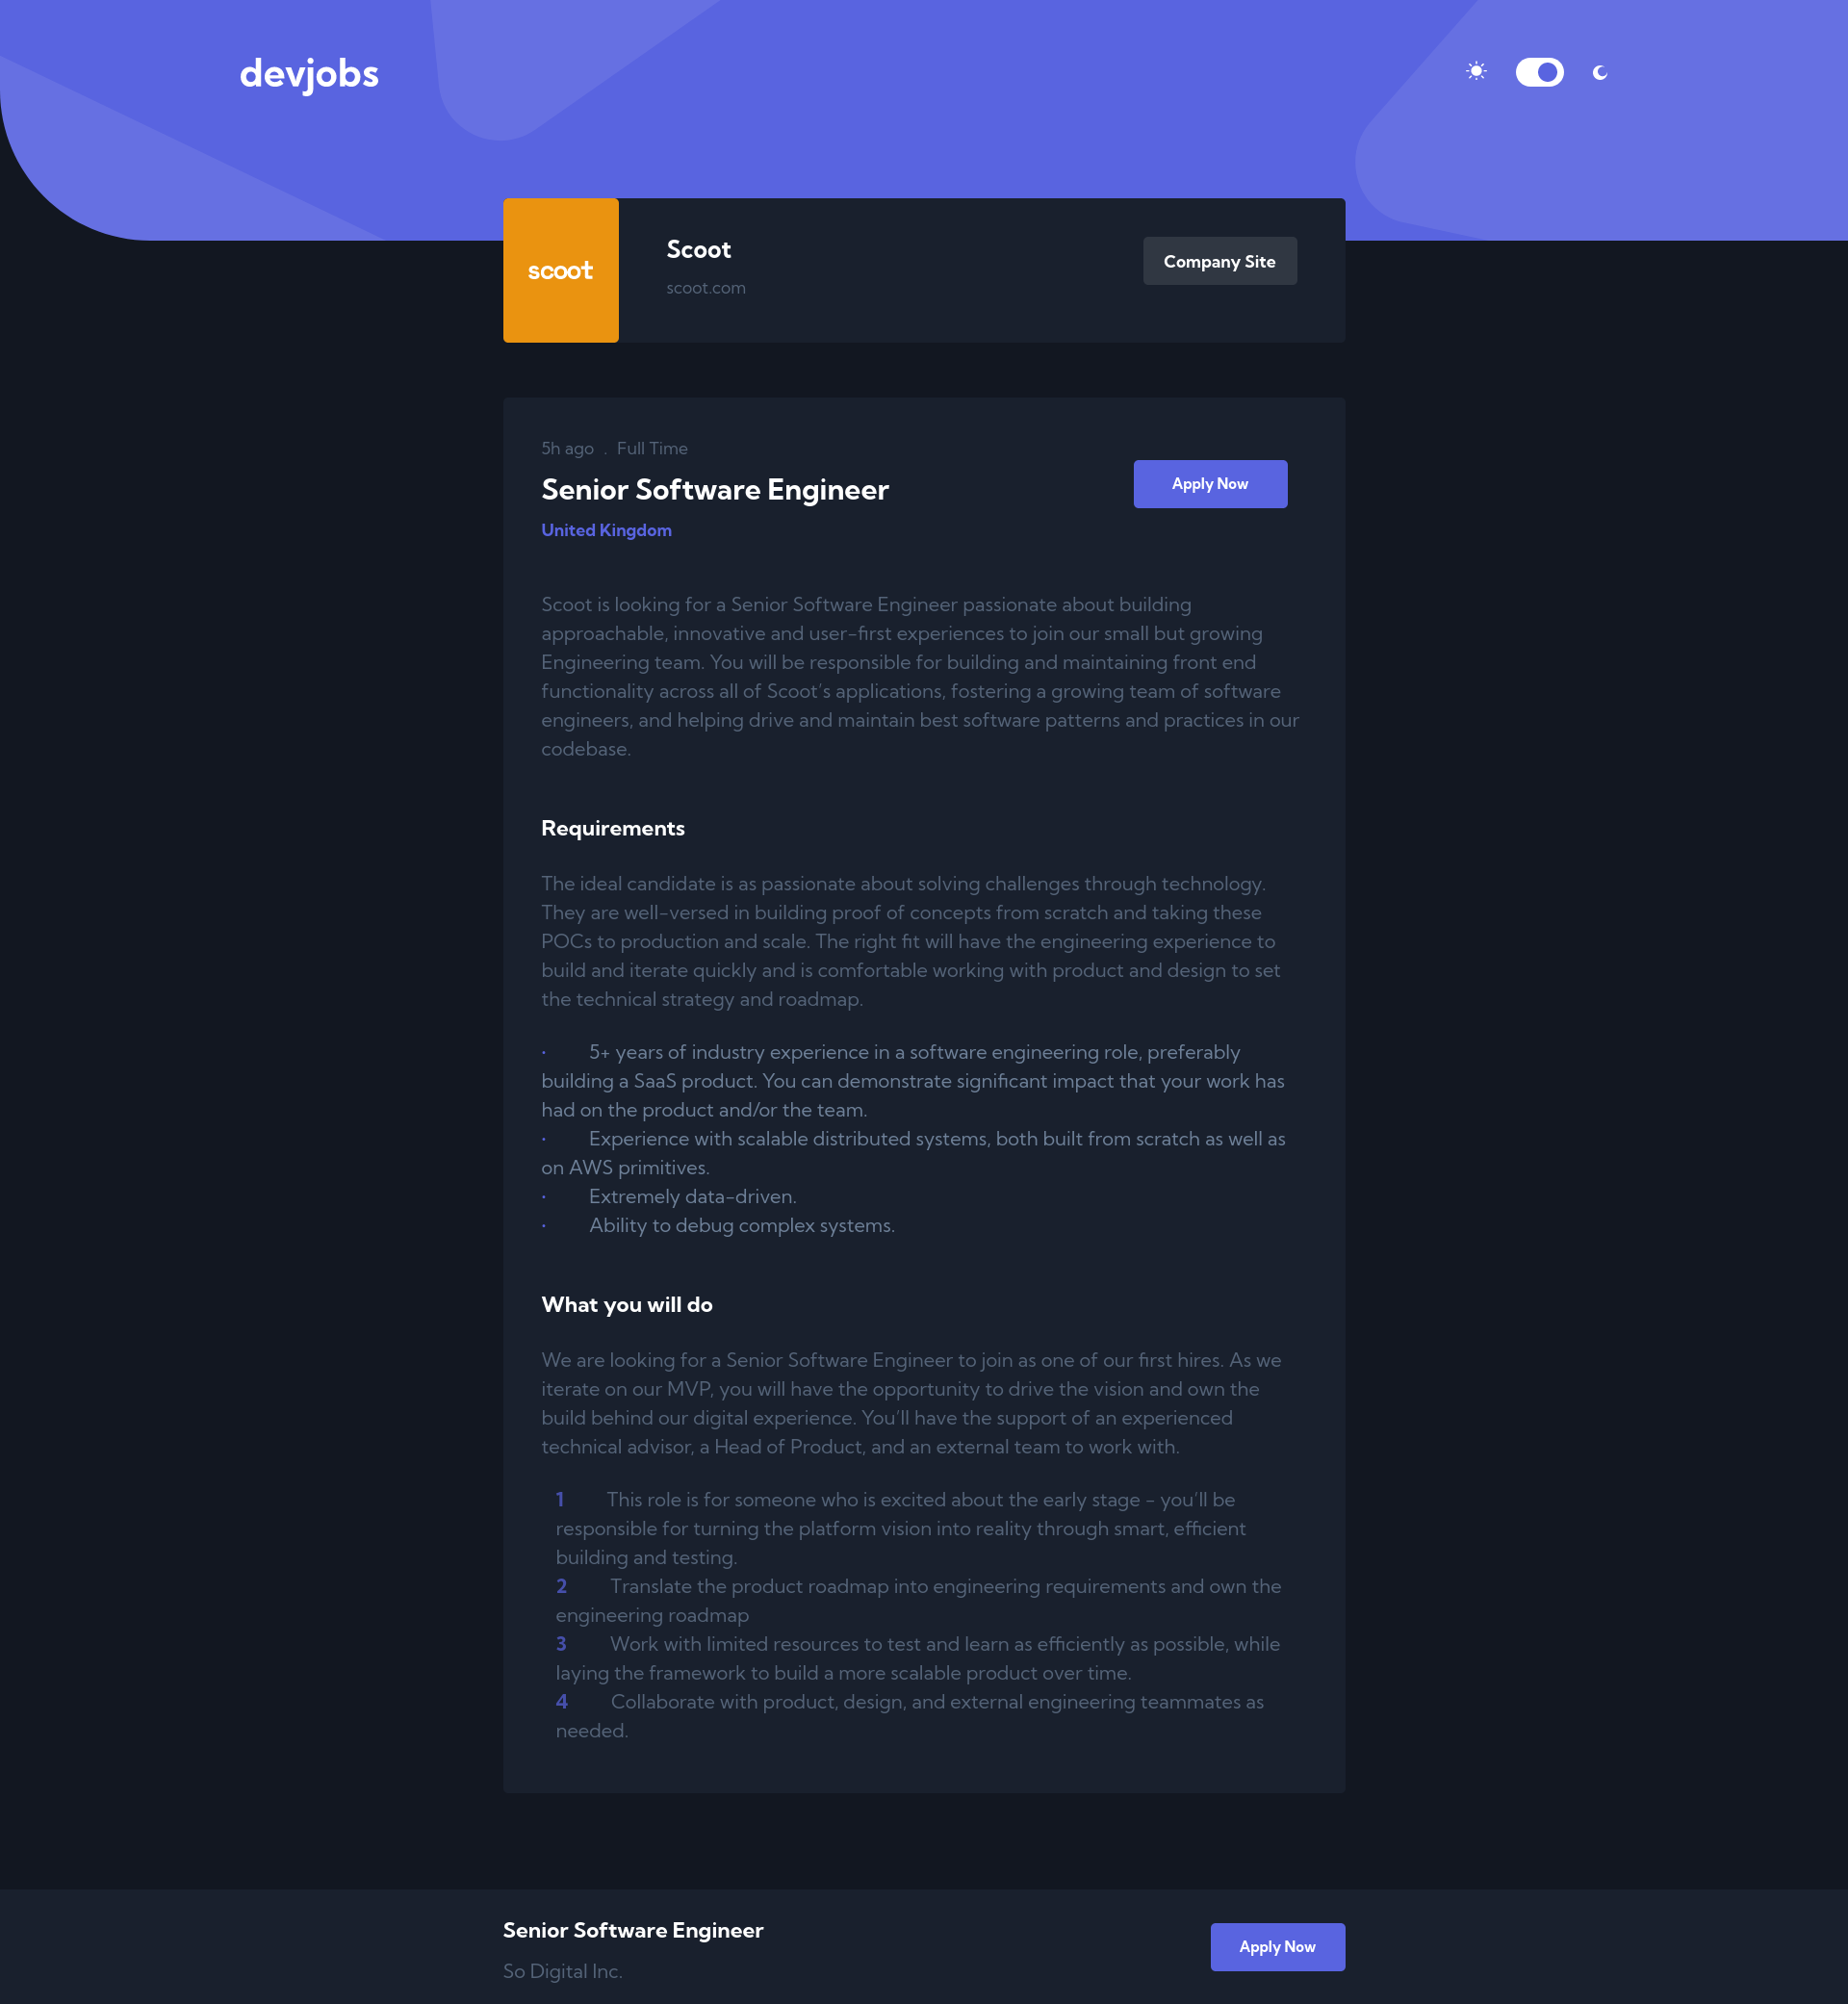 devjobs
scoot
Scoot
scoot.com
Company Site
5h ago . Full Time
Senior Software Engineer
United Kingdom
Apply Now
Scoot is looking for a Senior Software Engineer passionate about building
approachable, innovative and user-first experiences to join our small but growing
Engineering team. You will be responsible for building and maintaining front end
functionality across all of Scoot’s applications, fostering a growing team of software
engineers, and helping drive and maintain best software patterns and practices in our
codebase.
Requirements
The ideal candidate is as passionate about solving challenges through technology.
They are well-versed in building proof of concepts from scratch and taking these
POCs to production and scale. The right fit will have the engineering experience to
build and iterate quickly and is comfortable working with product and design to set
the technical strategy and roadmap.
• 5+ years of industry experience in a software engineering role, preferably
building a SaaS product. You can demonstrate significant impact that your work has
had on the product and/or the team.
• Experience with scalable distributed systems, both built from scratch as well as
on AWS primitives.
• Extremely data-driven.
• Ability to debug complex systems.
What you will do
We are looking for a Senior Software Engineer to join as one of our first hires. As we
iterate on our MVP, you will have the opportunity to drive the vision and own the
build behind our digital experience. You’ll have the support of an experienced
technical advisor, a Head of Product, and an external team to work with.
1 This role is for someone who is excited about the early stage - you’ll be
responsible for turning the platform vision into reality through smart, efficient
building and testing.
2 Translate the product roadmap into engineering requirements and own the
engineering roadmap
3 Work with limited resources to test and learn as efficiently as possible, while
laying the framework to build a more scalable product over time.
4 Collaborate with product, design, and external engineering teammates as
needed.
Senior Software Engineer
So Digital Inc.
Apply Now